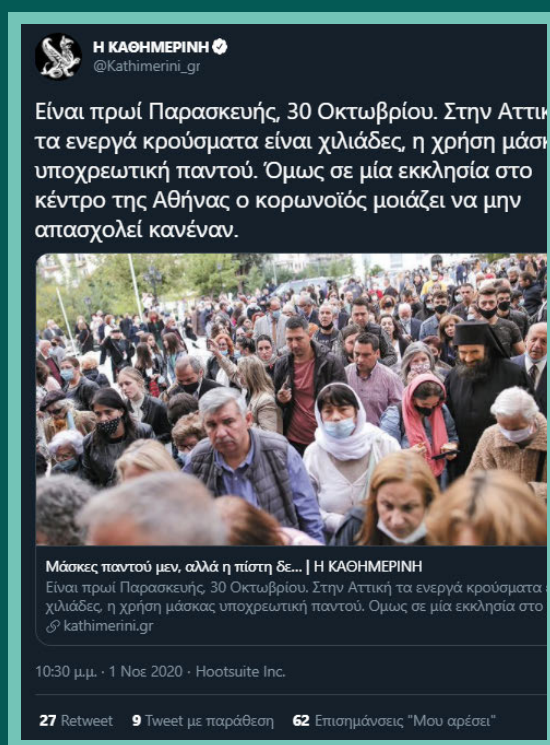 Η ΚΑΘΗΜΕΡΙΝΗ
@Kathimerini_gr
Είναι πρωί Παρασκευής, 30 Οκτωβρίου. Στην Αττικ
τα ενεργά κρούσματα είναι χιλιάδες, η χρήση μάσκ
υποχρεωτική παντού. Όμως σε μία εκκλησία στο
κέντρο της Αθήνας ο κορωνοϊός μοιάζει να μην
απασχολεί κανέναν.
Μάσκες παντού μεν, αλλά η πίστη δε... | Η ΚΑΘΗΜΕΡΙΝΗ
Είναι πρωί Παρασκευής, 30 Οκτωβρίου. Στην Αττική τα ενεργά κρούσματα
χιλιάδες, η χρήση μάσκας υποχρεωτική παντού. Ομως σε μία εκκλησία στο
kathimerini.gr
10:30 μ.μ. · 1 Νοε 2020 · Hootsuite Inc.
27 Retweet 9 Tweet με παράθεση 62 Επισημάνσεις "Μου αρέσει"